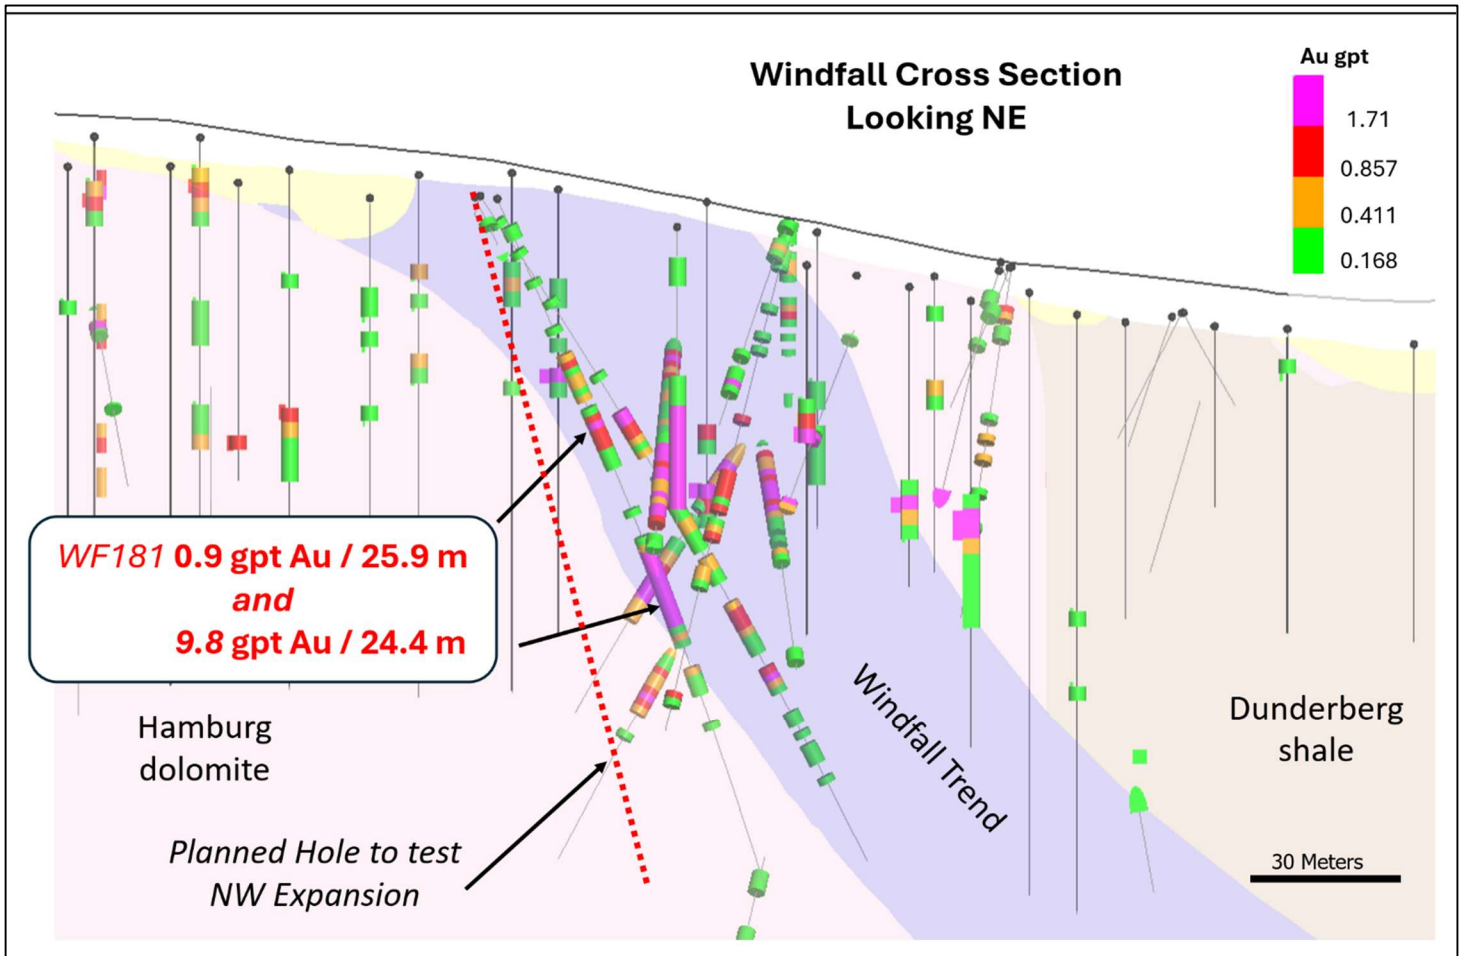 Windfall Cross Section
Looking NE
Au gpt
1.71
0.857
0.411
0.168
WF181 0.9 gpt Au / 25.9 m
and
9.8 gpt Au / 24.4 m
Hamburg
dolomite
Planned Hole to test
NW Expansion
Windfall Trend
Dunderberg
shale
30 Meters